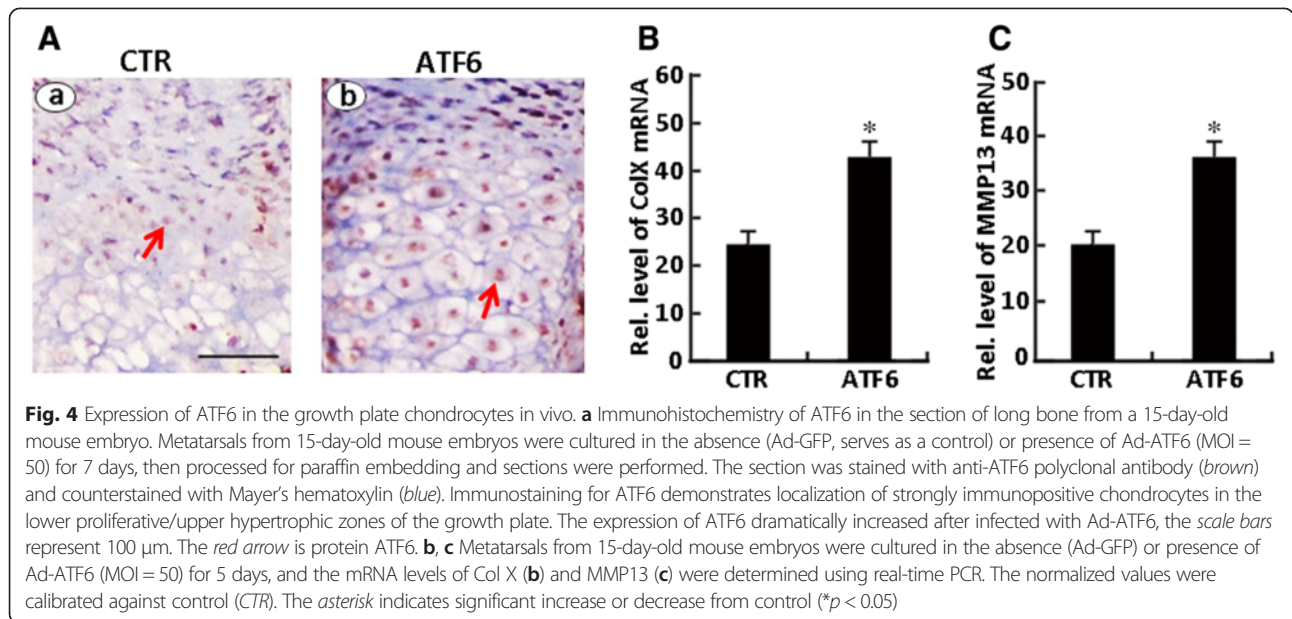 A
CTR
ATF6
a
b
B
Rel. level of ColX mRNA
60
50
40
30
20
10
0
*
CTR
ATF6
C
Rel. level of MMP13 mRNA
50
40
30
20
10
0
*
CTR
ATF6
Fig. 4 Expression of ATF6 in the growth plate chondrocytes in vivo. a Immunohistochemistry of ATF6 in the section of long bone from a 15-day-old
mouse embryo. Metatarsals from 15-day-old mouse embryos were cultured in the absence (Ad-GFP, serves as a control) or presence of Ad-ATF6 (MOI =
50) for 7 days, then processed for paraffin embedding and sections were performed. The section was stained with anti-ATF6 polyclonal antibody (brown)
and counterstained with Mayer's hematoxylin (blue). Immunostaining for ATF6 demonstrates localization of strongly immunopositive chondrocytes in the
lower proliferative/upper hypertrophic zones of the growth plate. The expression of ATF6 dramatically increased after infected with Ad-ATF6, the scale bars
represent 100 μm. The red arrow is protein ATF6. b, c Metatarsals from 15-day-old mouse embryos were cultured in the absence (Ad-GFP) or presence of
Ad-ATF6 (MOI = 50) for 5 days, and the mRNA levels of Col X (b) and MMP13 (c) were determined using real-time PCR. The normalized values were
calibrated against control (CTR). The asterisk indicates significant increase or decrease from control (*p < 0.05)